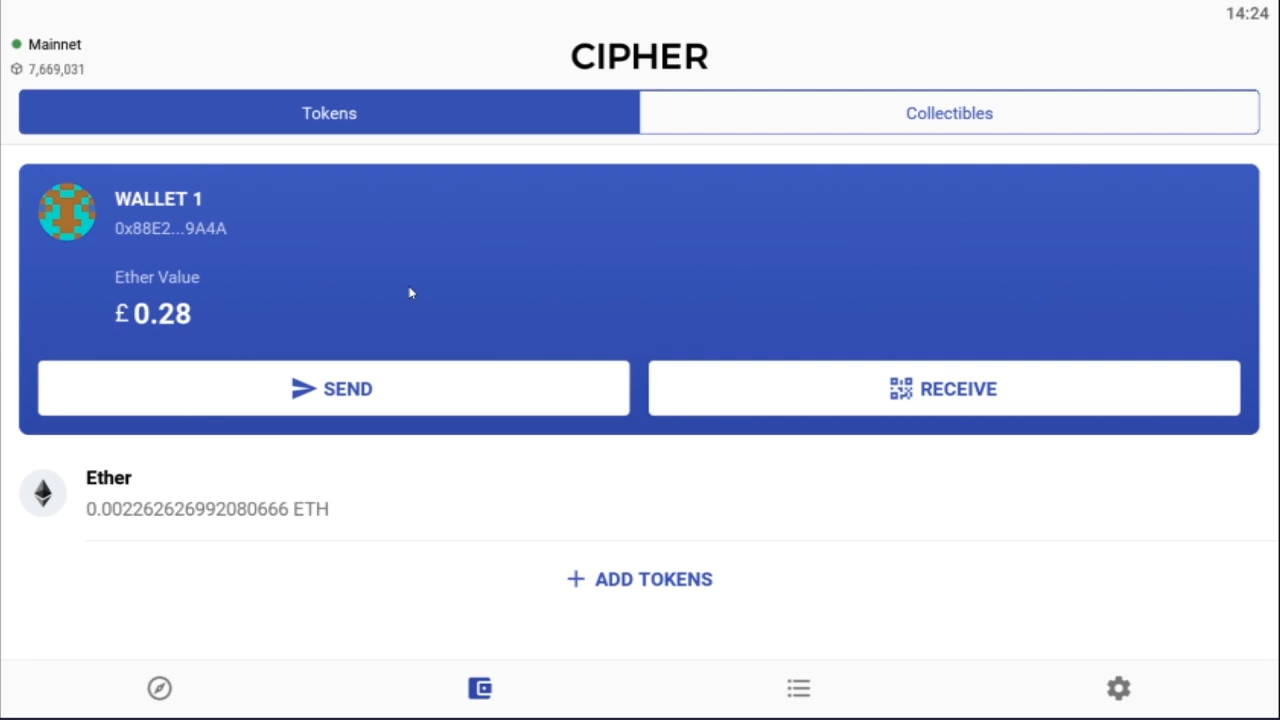 14:24
Mainnet
7,669,031
CIPHER
Tokens
Collectibles
WALLET 1
0x88E2...9A4A
Ether Value
£0.28
SEND
RECEIVE
Ether
0.002262626992080666 ETH
+ ADD TOKENS